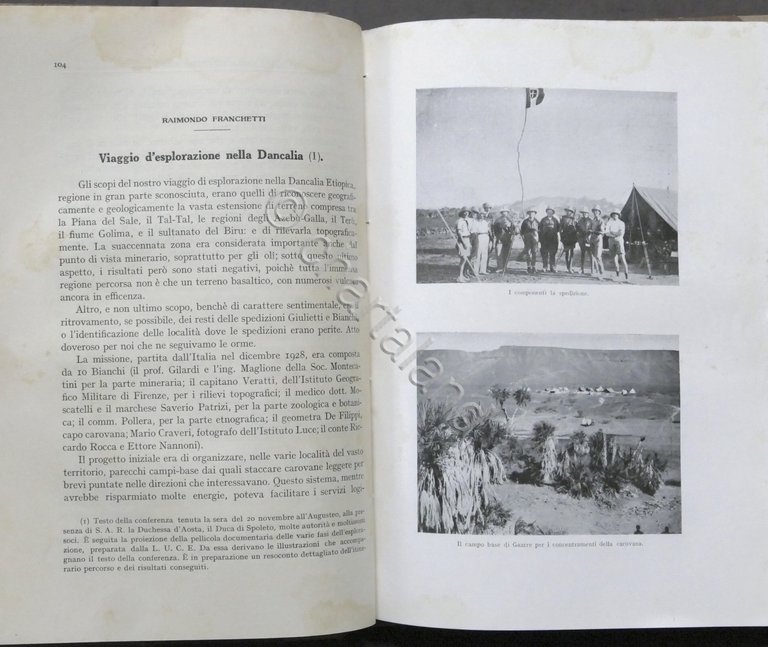 104
RAIMONDO FRANCHETTI
Viaggio d'esplorazione nella Dancalia (1).
Gli scopi del nostro viaggio di esplorazione nella Dancalia Etiopica,
regione in gran parte sconosciuta, erano quelli di riconoscere geografi-
camente e geologicamente la vasta estensione di terreno compresa tra
la Piana del Sale, il Tal-Tal, le regioni degli Azebù-Galla, il Terù,
il fiume Golima, e il sultanato del Biru: e di rilevarla topografica-
mente. La suaccennata zona era considerata importante anche dal
punto di vista minerario, soprattutto per gli olî; sotto questo ultimo
aspetto, i risultati però sono stati negativi, poichè tutta l'immensa
regione percorsa non è che un terreno basaltico, con numerosi vulcani
ancora in efficenza.
Altro, e non ultimo scopo, benchè di carattere sentimentale, era il
ritrovamento, se possibile, dei resti delle spedizioni Giulietti e Bianchi,
o l'identificazione delle località dove le spedizioni erano perite. Atto
doveroso per noi che ne seguivamo le orme.
La missione, partita dall'Italia nel dicembre 1928, era composta
da 10 Bianchi (il prof. Gilardi e l'ing. Maglione della Soc. Monteca-
tini per la parte mineraria; il capitano Veratti, dell'Istituto Geogra-
fico Militare di Firenze, per i rilievi topografici; il medico dott. Mo-
scatelli e il marchese Saverio Patrizi, per la parte zoologica e botani-
ca; il comm. Pollera, per la parte etnografica; il geometra De Filippi,
capo carovana; Mario Craveri, fotografo dell'Istituto Luce; il conte Ric-
cardo Rocca e Ettore Nannoni).
Il progetto iniziale era di organizzare, nelle varie località del vasto
territorio, parecchi campi-base dai quali staccare carovane leggere per
brevi puntate nelle direzioni che interessavano. Questo sistema, mentre
avrebbe risparmiato molte energie, poteva facilitare i servizi logi-
(1) Testo della conferenza tenuta la sera del 20 novembre all'Augusteo, alla pre-
senza di S. A. R. la Duchessa d'Aosta, il Duca di Spoleto, molte autorità e moltissimi
soci. È seguita la proiezione della pellicola documentaria delle varie fasi dell'esplora-
zione, preparata dalla L. U. C. E. Da essa derivano le illustrazioni che accompa-
gnano il testo della conferenza. È in preparazione un resoconto dettagliato dell'itine-
rario percorso e dei risultati conseguiti.
I componenti la spedizione.
Il campo base di Gaarre per i concentramenti della carovana.
© Chartaland